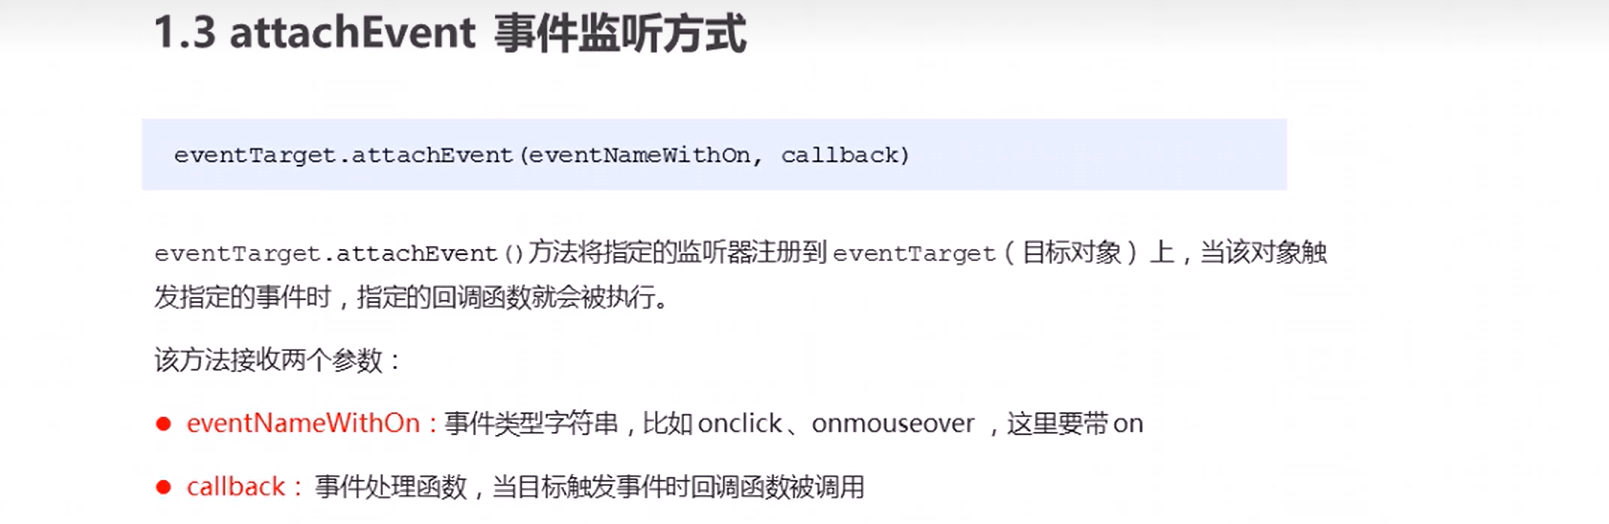 1.3 attachEvent 事件监听方式
eventTarget.attachEvent(eventNameWithOn, callback)
eventTarget.attachEvent()方法将指定的监听器注册到 eventTarget（目标对象）上，当该对象触
发指定的事件时，指定的回调函数就会被执行。
该方法接收两个参数：
● eventNameWithOn：事件类型字符串，比如 onclick、onmouseover ，这里要带 on
● callback： 事件处理函数，当目标触发事件时回调函数被调用